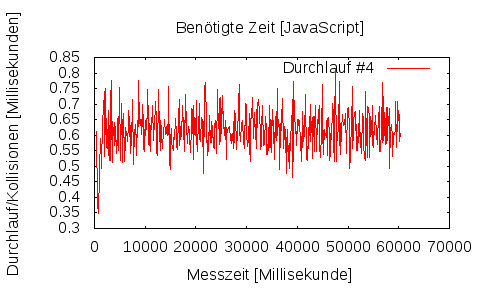 Benötigte Zeit [JavaScript]
Durchlauf/Kollisionen [Millisekunden]
Durchlauf #4
0.85
0.8
0.75
0.7
0.65
0.6
0.55
0.5
0.45
0.4
0.35
0.3
0 10000 20000 30000 40000 50000 60000 70000
Messzeit [Millisekunde]